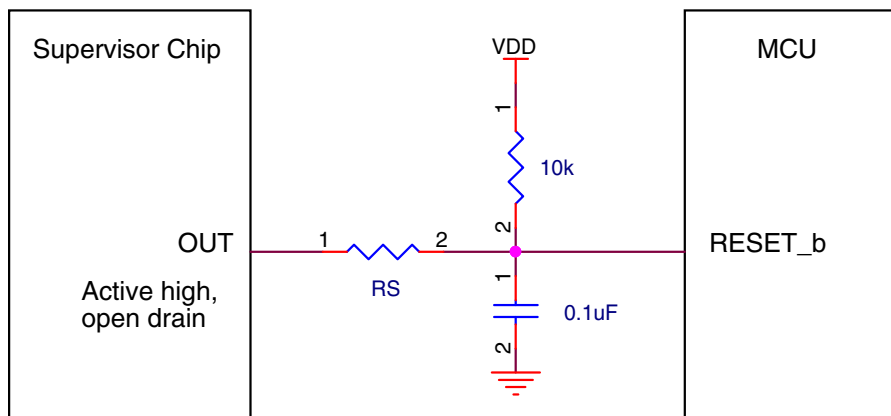 Supervisor Chip
VDD
MCU
1
10k
2
OUT
1
2
RESET_b
RS
1
Active high,
open drain
0.1uF
2